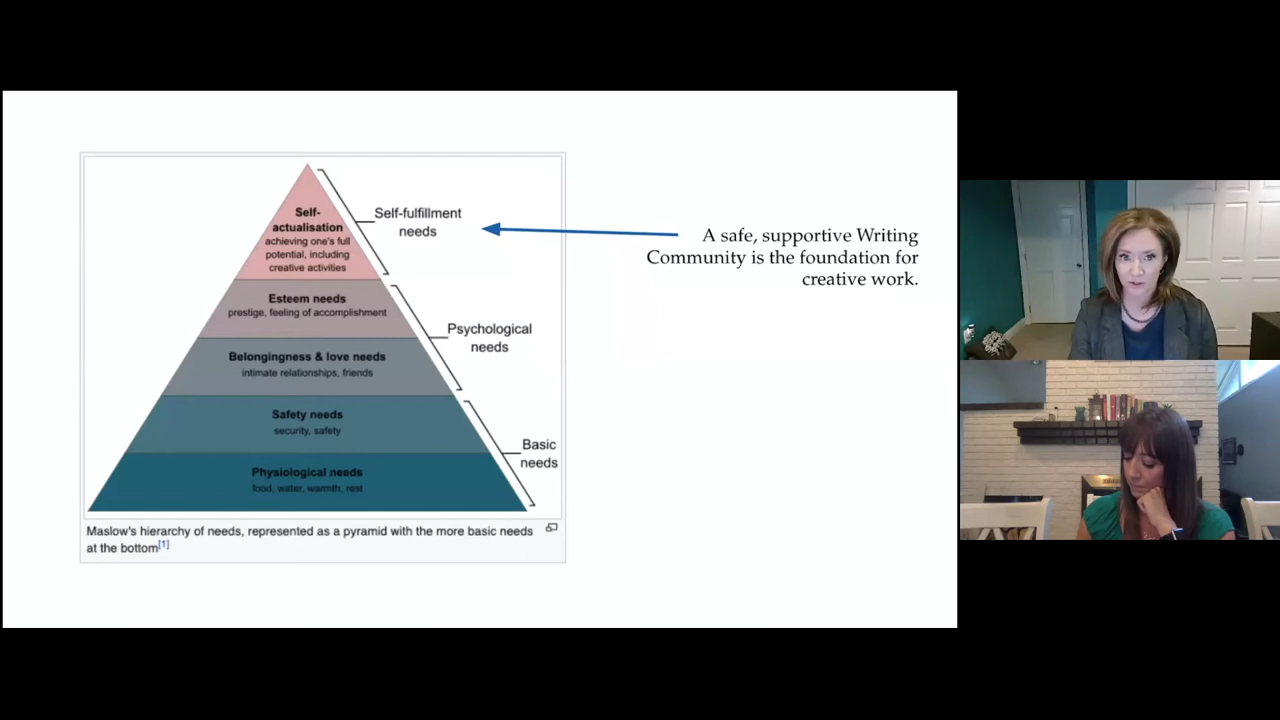 Self-
actualisation
achieving one's full
potential, including
creative activities
Self-fulfillment
needs
Esteem needs
prestige, feeling of accomplishment
Psychological
needs
Belongingness & love needs
intimate relationships, friends
Safety needs
security, safety
Basic
needs
Physiological needs
food, water, warmth, rest
Maslow's hierarchy of needs, represented as a pyramid with the more basic needs
at the bottom[1]
A safe, supportive Writing
Community is the foundation for
creative work.